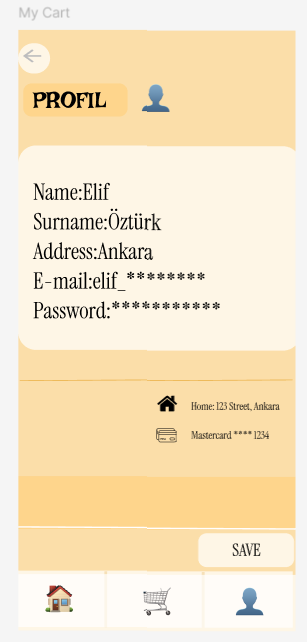 My Cart
PROFIL
Name:Elif
Surname:Öztürk
Address:Ankara
E-mail:elif_********
Password:***********
Home: 123 Street, Ankara
Mastercard **** 1234
SAVE